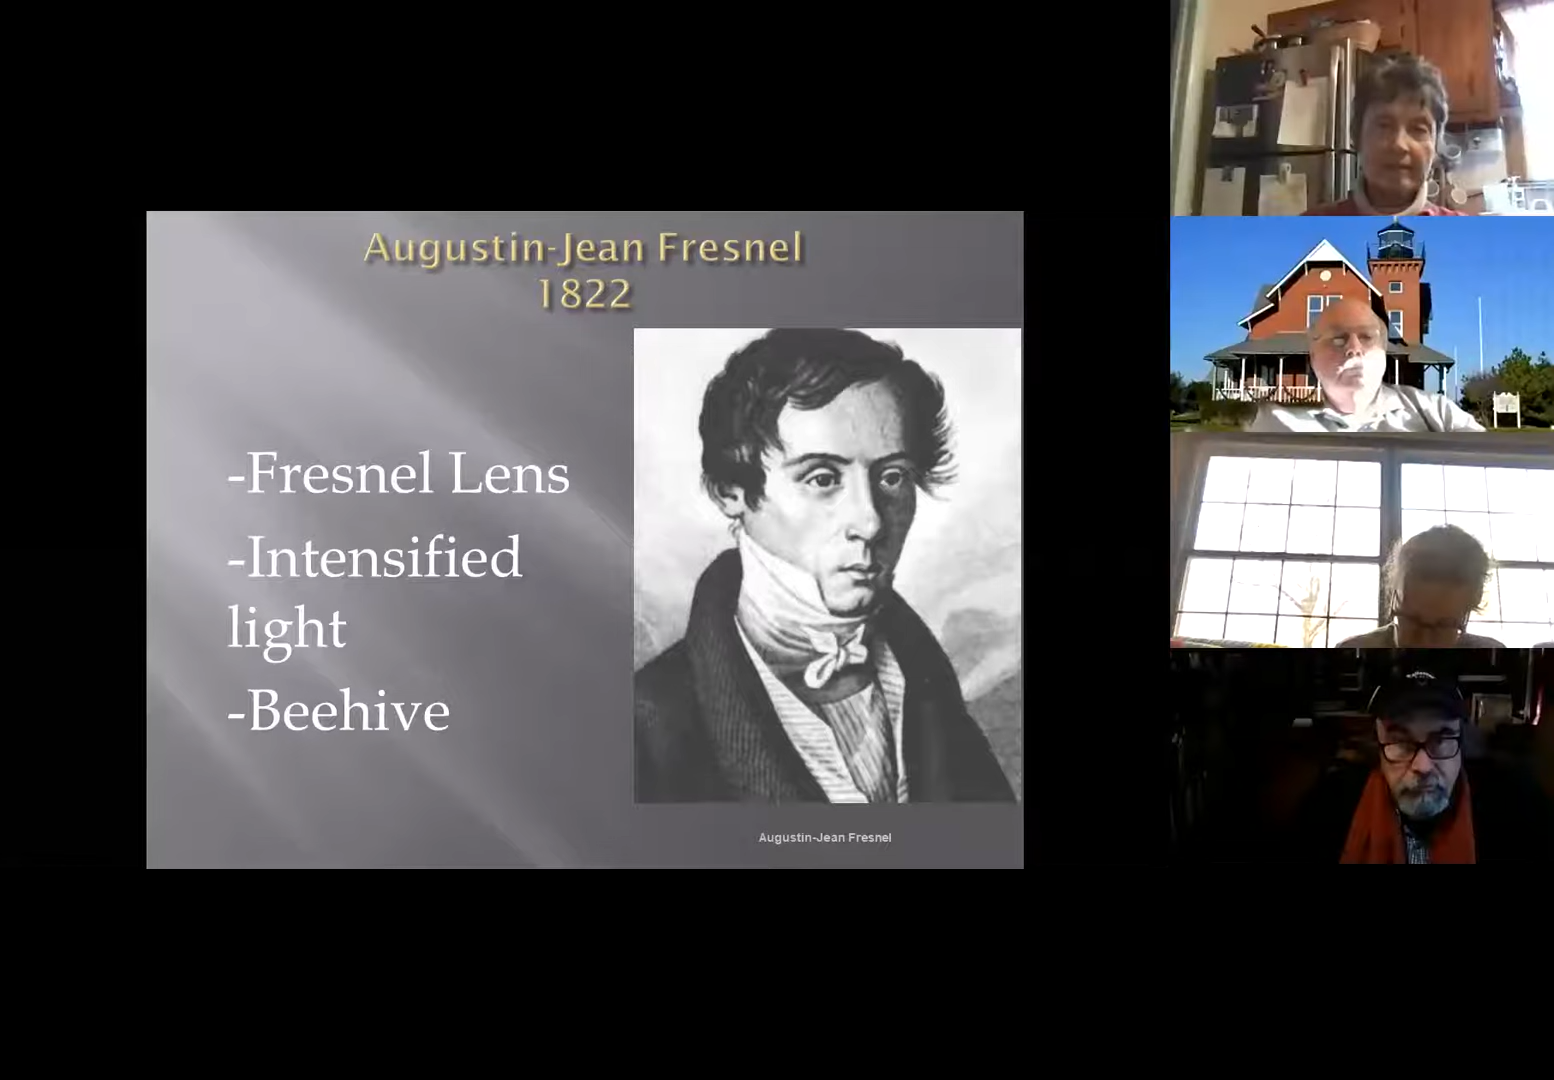 Augustin-Jean Fresnel
1822
-Fresnel Lens
-Intensified
light
-Beehive
Augustin-Jean Fresnel